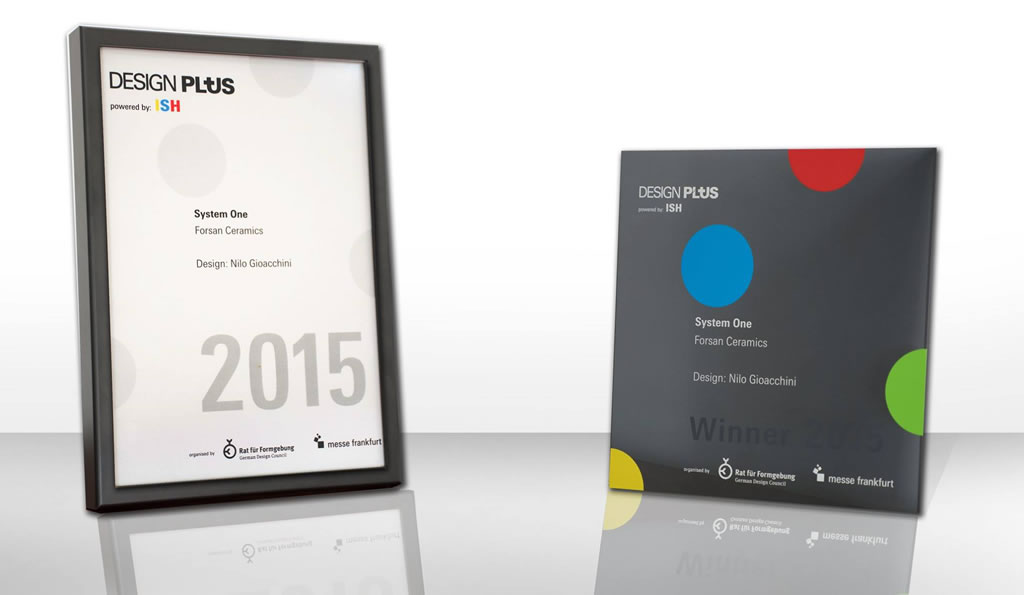 DESIGN PLUS
powered by: ISH
System One
Forsan Ceramics
Design: Nilo Gioacchini
2015
organised by
Rat für Formgebung
German Design Council
messe frankfurt
DESIGN PLUS
powered by: ISH
System One
Forsan Ceramics
Design: Nilo Gioacchini
Winner 2015
organised by
Rat für Formgebung
German Design Council
messe frankfurt